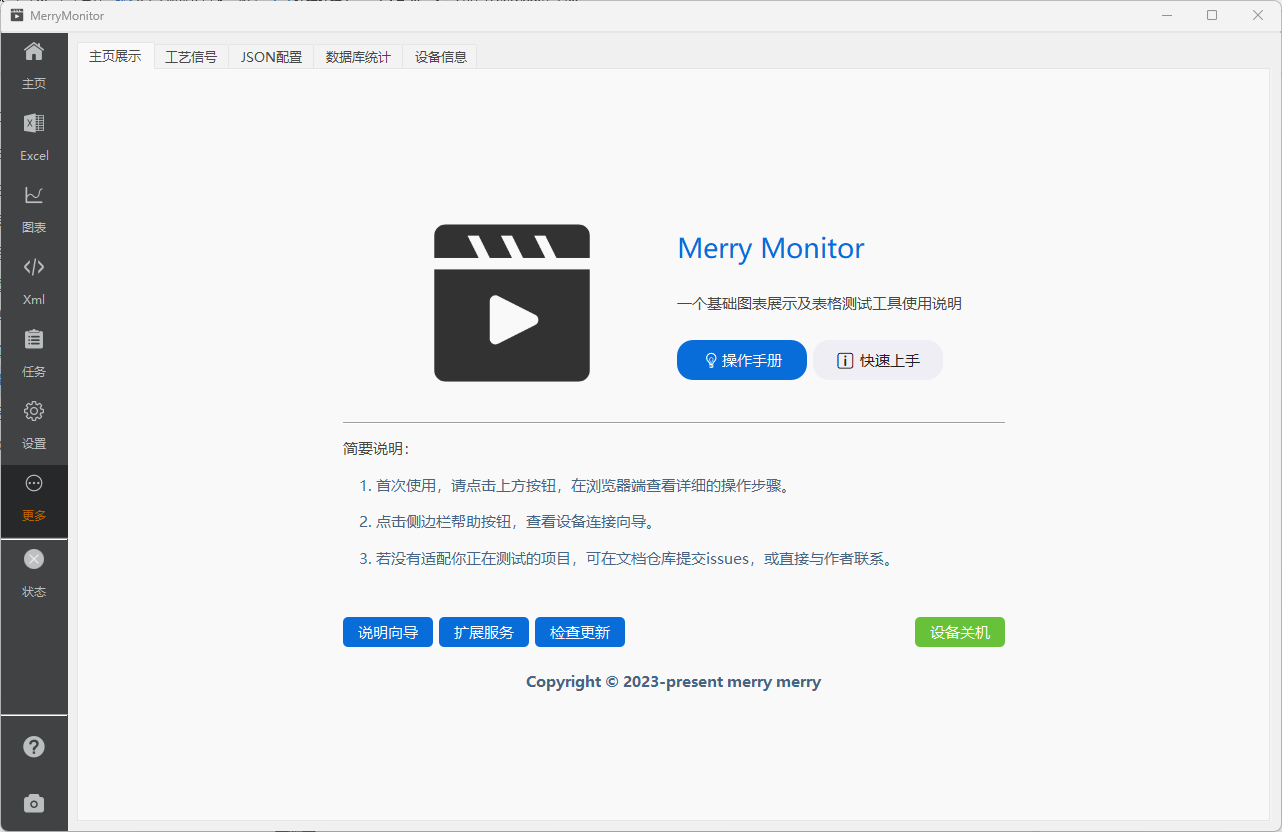 MerryMonitor
主页
Excel
图表
Xml
任务
设置
更多
状态
主页展示 工艺信号 JSON配置 数据库统计 设备信息
Merry Monitor
一个基础图表展示及表格测试工具使用说明
操作手册 快速上手
简要说明：
1. 首次使用，请点击上方按钮，在浏览器端查看详细的操作步骤。
2. 点击侧边栏帮助按钮，查看设备连接向导。
3. 若没有适配你正在测试的项目，可在文档仓库提交issues，或直接与作者联系。
说明向导 扩展服务 检查更新 设备关机
Copyright © 2023-present merry merry